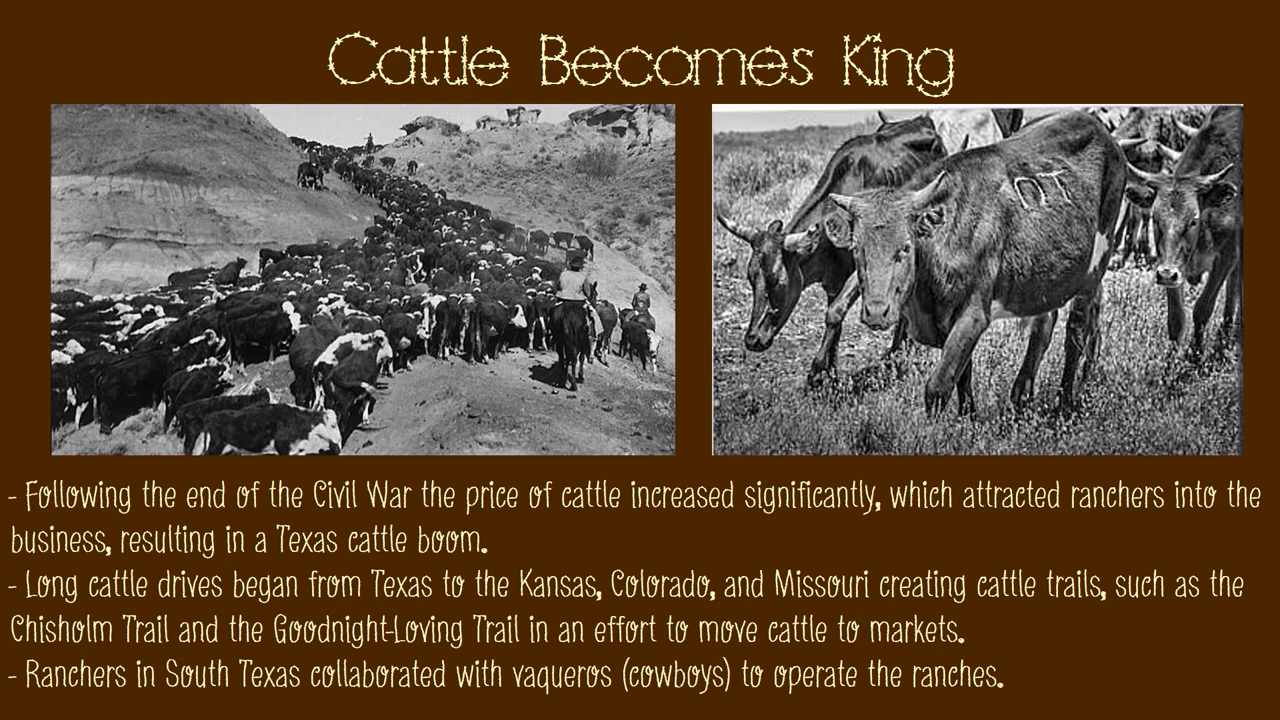 Cattle Becomes King
- Following the end of the Civil War the price of cattle increased significantly, which attracted ranchers into the
business, resulting in a Texas cattle boom.
- Long cattle drives began from Texas to the Kansas, Colorado, and Missouri creating cattle trails, such as the
Chisholm Trail and the Goodnight-Loving Trail in an effort to move cattle to markets.
- Ranchers in South Texas collaborated with vaqueros (cowboys) to operate the ranches.